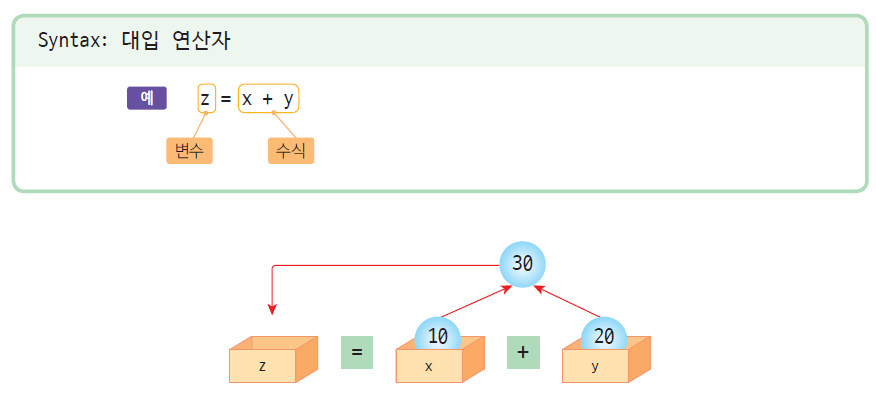 Syntax: 대입 연산자
예 z = x + y
변수 수식
30
10 20
z = x + y